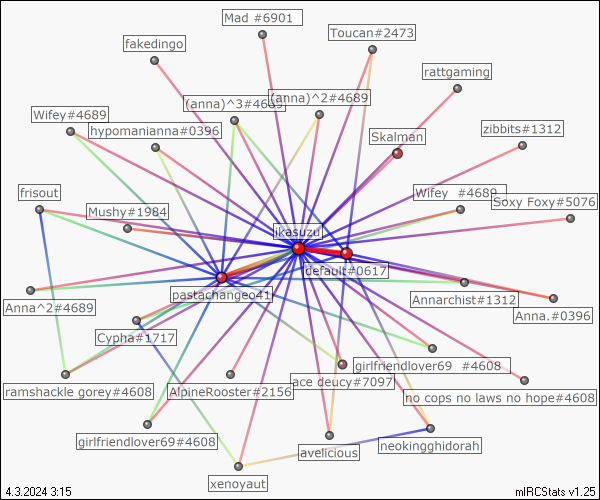 Mad #6901
Toucan#2473
fakedingo
rattgaming
(anna)^3#4689
(anna)^2#4689
Wifey#4689
hypomanianna#0396
Skalman
zibbits#1312
frisout
Mushy#1984
Wifey #4689
Soxy Foxy#5076
ikasuzu
default#0617
pastachangeo41
Annarchist#1312
Anna^2#4689
Anna.#0396
Cypha#1717
girlfriendlover69 #4608
ramshackle gorey#4608
AlpineRooster#2156
ace deucy#7097
no cops no laws no hope#4608
girlfriendlover69#4608
avelicious
neokingghidorah
xenoyaut
4.3.2024 3:15
mIRCStats v1.25